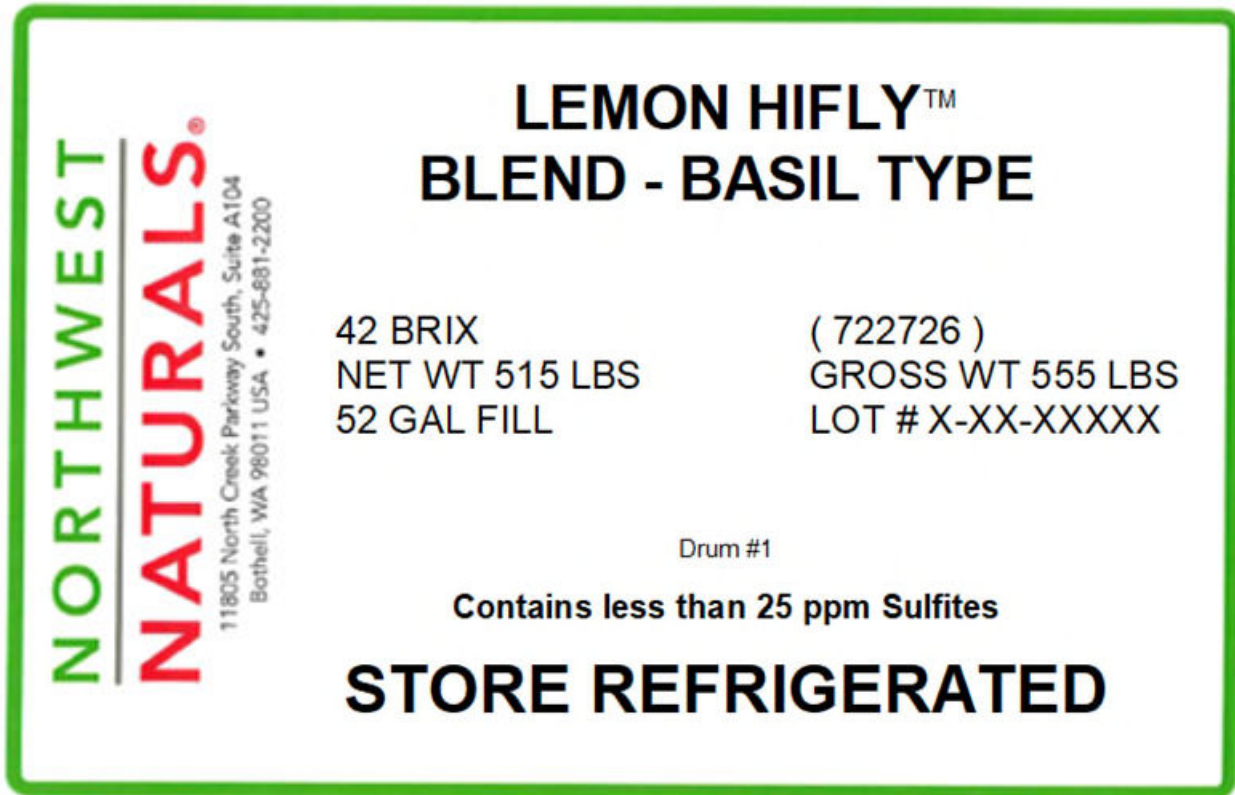 NORTHWEST
NATURALS®
11805 North Creek Parkway South, Suite A104
Bothell, WA 98011 USA • 425-881-2200
LEMON HIFLY™
BLEND - BASIL TYPE
42 BRIX ( 722726 )
NET WT 515 LBS GROSS WT 555 LBS
52 GAL FILL LOT # X-XX-XXXXX
Drum #1
Contains less than 25 ppm Sulfites
STORE REFRIGERATED